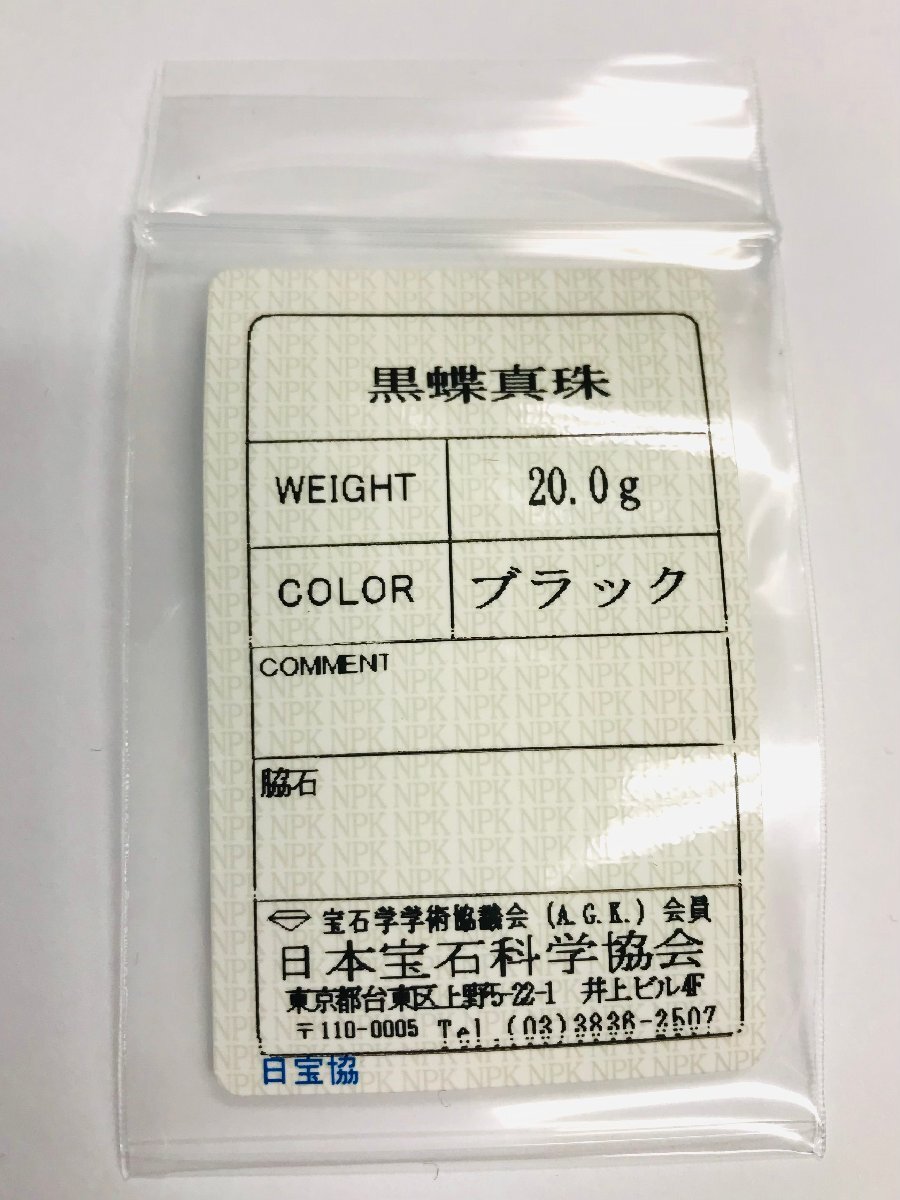 黒蝶真珠
WEIGHT 20.0g
COLOR ブラック
COMMENT
脇石
宝石学学術協議会 (A.G.K.) 会員
日本宝石科学協会
東京都台東区上野5-22-1 井上ビル4F
〒110-0005 Tel.(03)3836-2507
日宝協
NPK